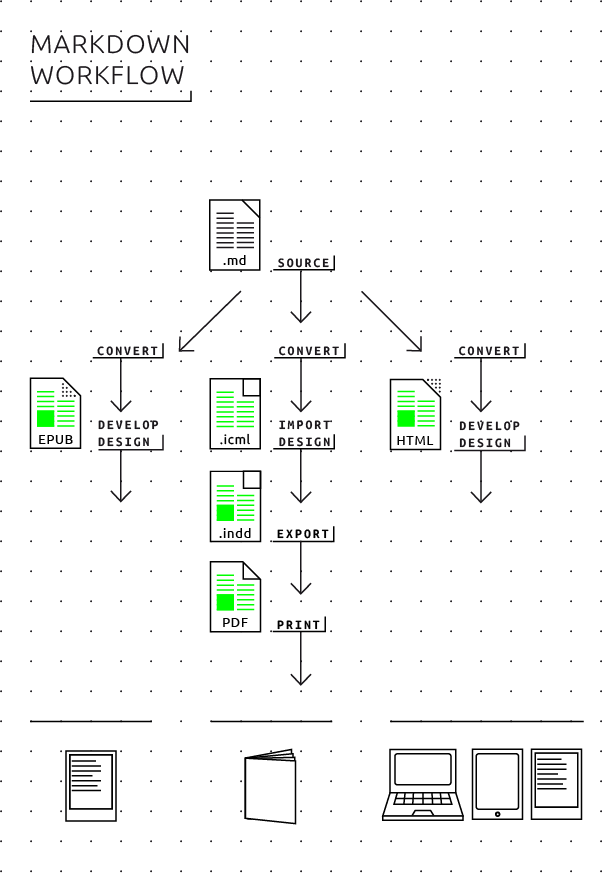 MARKDOWN
WORKFLOW
.md
SOURCE
CONVERT
CONVERT
CONVERT
EPUB
DEVELOP
DESIGN
.icml
IMPORT
DESIGN
HTML
DEVELOP
DESIGN
.indd
EXPORT
PDF
PRINT